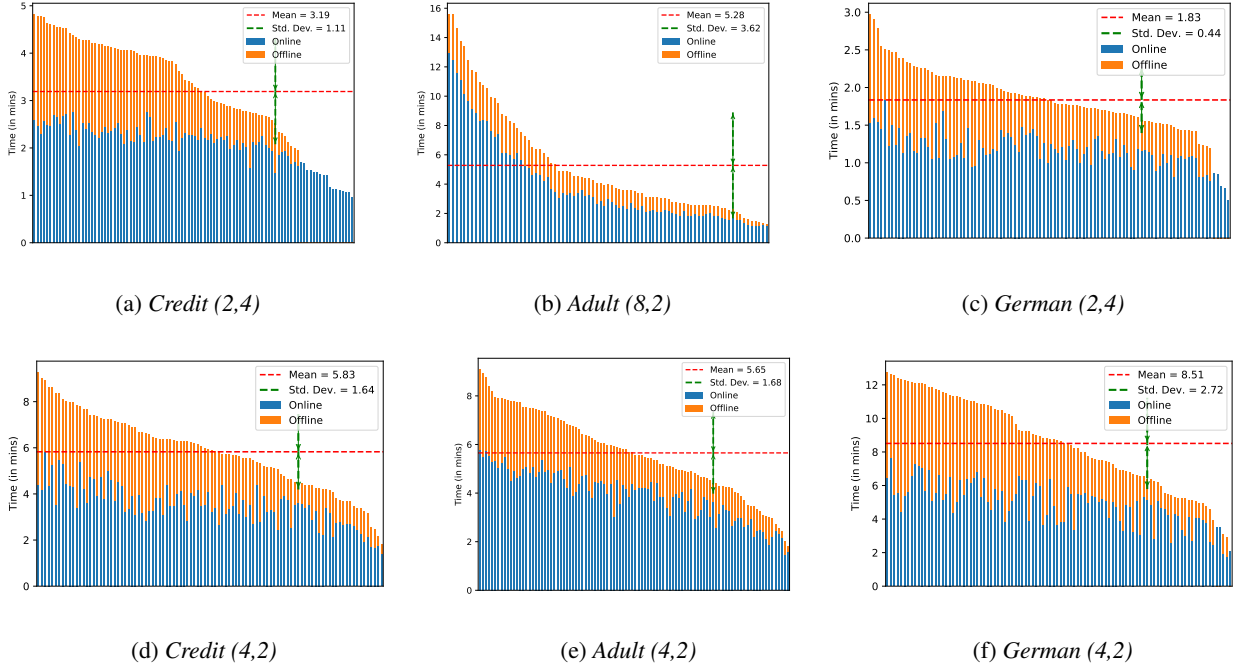 Mean = 3.19
Std. Dev. = 1.11
Online
Offline
Time (in mins)
5
4
3
2
1
0
(a) Credit (2,4)
Mean = 5.28
Std. Dev. = 3.62
Online
Offline
Time (in mins)
16
14
12
10
8
6
4
2
0
(b) Adult (8,2)
Mean = 1.83
Std. Dev. = 0.44
Online
Offline
Time (in mins)
3.0
2.5
2.0
1.5
1.0
0.5
0.0
(c) German (2,4)
Mean = 5.83
Std. Dev. = 1.64
Online
Offline
Time (in mins)
8
6
4
2
0
(d) Credit (4,2)
Mean = 5.65
Std. Dev. = 1.68
Online
Offline
Time (in mins)
8
6
4
2
0
(e) Adult (4,2)
Mean = 8.51
Std. Dev. = 2.72
Online
Offline
Time (in mins)
12
10
8
6
4
2
0
(f) German (4,2)